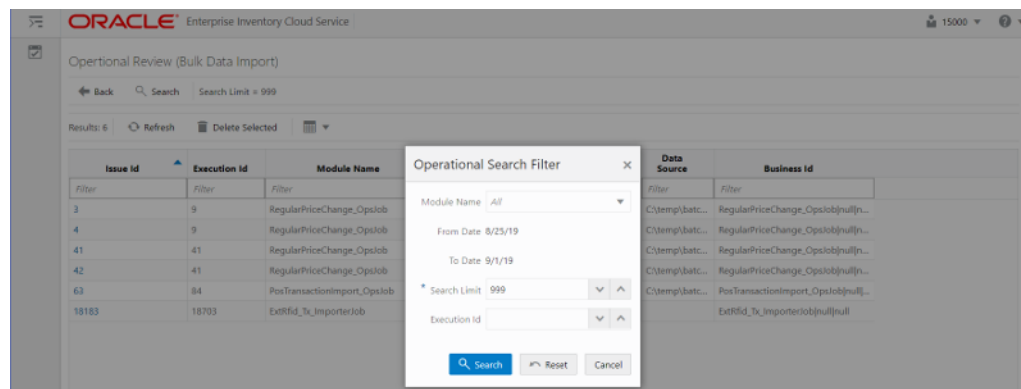 ORACLE Enterprise Inventory Cloud Service 15000
Opertional Review (Bulk Data Import)
Back Search Search Limit = 999
Results: 6 Refresh Delete Selected
Issue Id Execution Id Module Name Data Source Business Id
Filter Filter Filter Filter Filter
3 9 RegularPriceChange_OpsJob C:\temp\batc... RegularPriceChange_OpsJob|null|n...
4 9 RegularPriceChange_OpsJob C:\temp\batc... RegularPriceChange_OpsJob|null|n...
41 41 RegularPriceChange_OpsJob C:\temp\batc... RegularPriceChange_OpsJob|null|n...
42 41 RegularPriceChange_OpsJob C:\temp\batc... RegularPriceChange_OpsJob|null|n...
63 84 PosTransactionImport_OpsJob C:\temp\batc... PosTransactionImport_OpsJob|null|...
18183 18703 ExtRfid_Tx_ImporterJob ExtRfid_Tx_ImporterJob|null|null
Operational Search Filter
Module Name All
From Date 8/25/19
To Date 9/1/19
* Search Limit 999
Execution Id
Search Reset Cancel